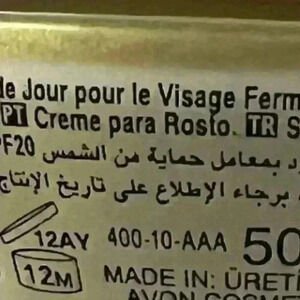 de Jour pour le Visage Ferm
PT Creme para Rosto. TR S
PF20 د بمعامل حماية من الشمس
برجاء الإطلاع على تاريخ الإنتاج
12AY 400-10-AAA 50
12M MADE IN: ÜRETİ
AVON COSME